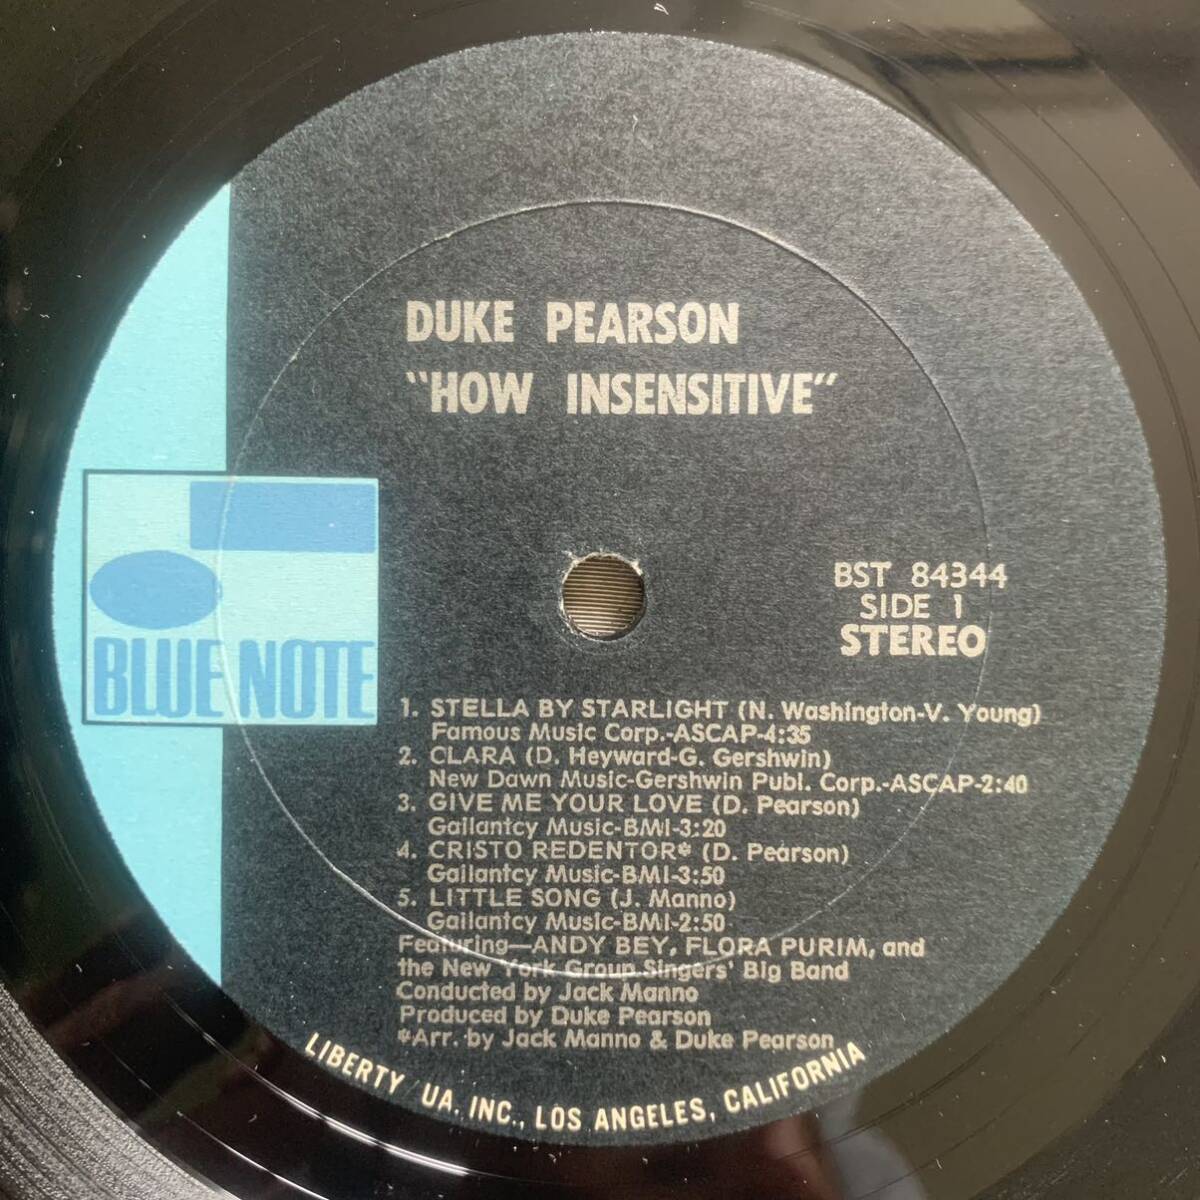 DUKE PEARSON
"HOW INSENSITIVE"
BLUE NOTE
BST 84344
SIDE 1
STEREO
1. STELLA BY STARLIGHT (N. Washington-V. Young)
Famous Music Corp.-ASCAP-4:35
2. CLARA (D. Heyward-G. Gershwin)
New Dawn Music-Gershwin Publ. Corp.-ASCAP-2:40
3. GIVE ME YOUR LOVE (D. Pearson)
Gailantcy Music-BMI-3:20
4. CRISTO REDENTOR* (D. Pearson)
Gailantcy Music-BMI-3:50
5. LITTLE SONG (J. Manno)
Gailantcy Music-BMI-2:50
Featuring—ANDY BEY, FLORA PURIM, and
the New York Group Singers' Big Band
Conducted by Jack Manno
Produced by Duke Pearson
*Arr. by Jack Manno & Duke Pearson
LIBERTY UA, INC., LOS ANGELES, CALIFORNIA